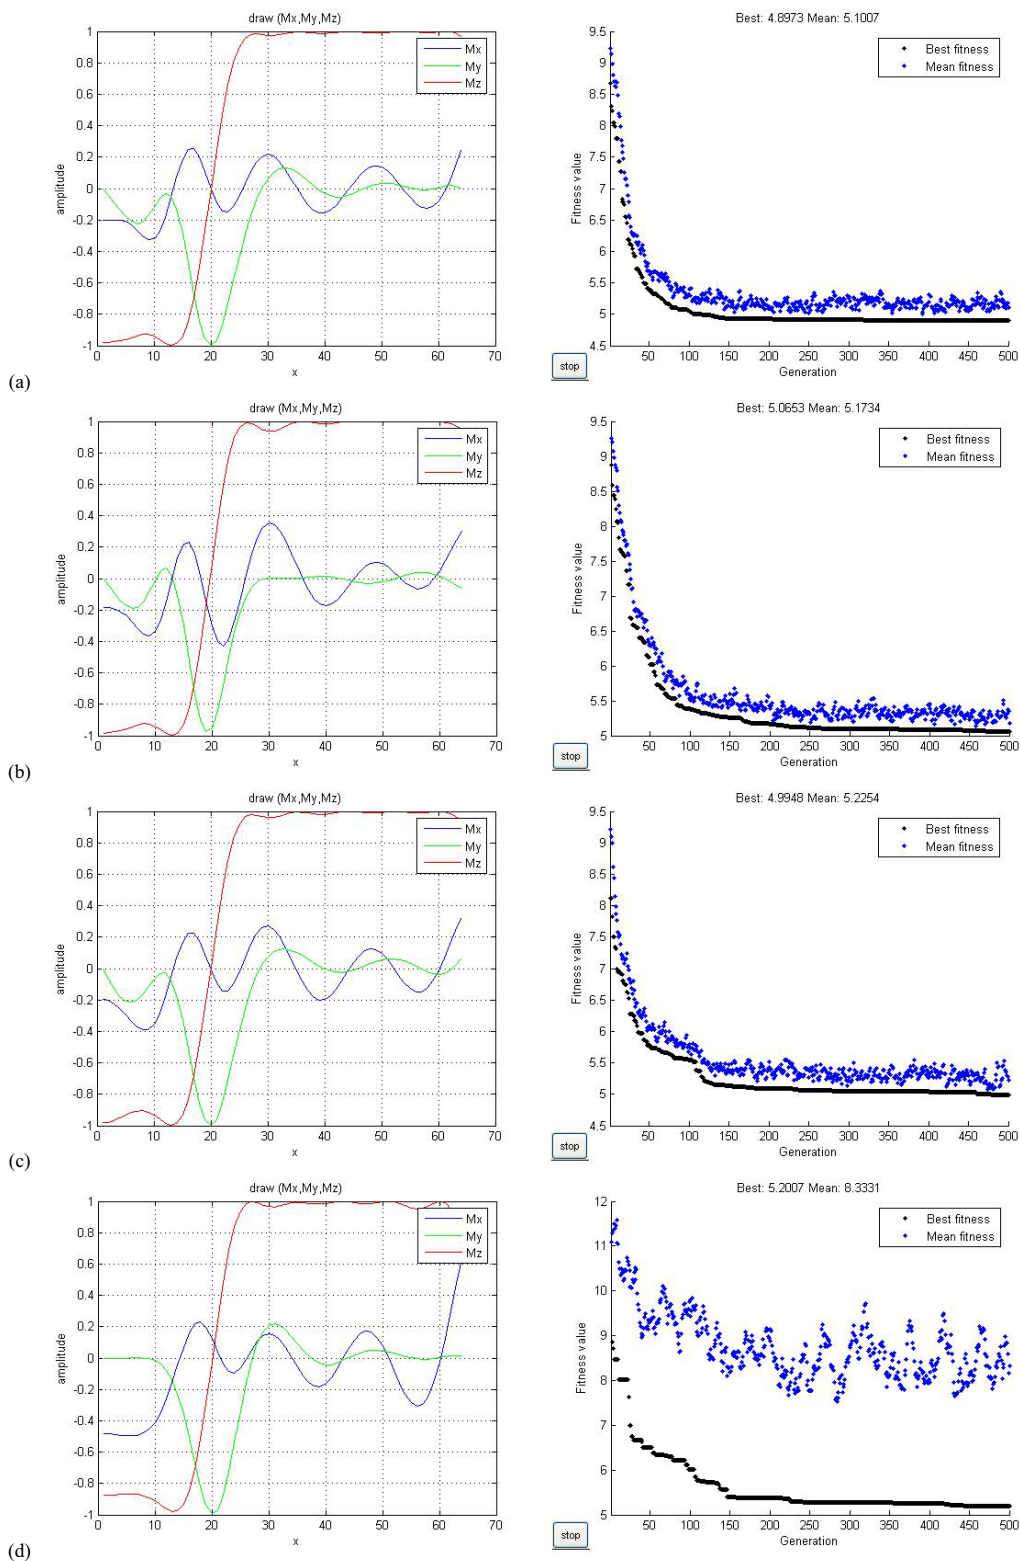 draw (Mx,My,Mz)
1
0.8
0.6
0.4
0.2
0
-0.2
-0.4
-0.6
-0.8
-1
amplitude
Mx
My
Mz
0 10 20 30 40 50 60 70
x
Best: 4.8973 Mean: 5.1007
9.5
9
8.5
8
7.5
7
6.5
6
5.5
5
4.5
Fitness value
Best fitness
Mean fitness
50 100 150 200 250 300 350 400 450 500
Generation
stop
(a)
draw (Mx,My,Mz)
1
0.8
0.6
0.4
0.2
0
-0.2
-0.4
-0.6
-0.8
-1
amplitude
Mx
My
Mz
0 10 20 30 40 50 60 70
x
Best: 5.0653 Mean: 5.1734
9.5
9
8.5
8
7.5
7
6.5
6
5.5
5
Fitness value
Best fitness
Mean fitness
50 100 150 200 250 300 350 400 450 500
Generation
stop
(b)
draw (Mx,My,Mz)
1
0.8
0.6
0.4
0.2
0
-0.2
-0.4
-0.6
-0.8
-1
amplitude
Mx
My
Mz
0 10 20 30 40 50 60 70
x
Best: 4.9948 Mean: 5.2254
9.5
9
8.5
8
7.5
7
6.5
6
5.5
5
4.5
Fitness value
Best fitness
Mean fitness
50 100 150 200 250 300 350 400 450 500
Generation
stop
(c)
draw (Mx,My,Mz)
1
0.8
0.6
0.4
0.2
0
-0.2
-0.4
-0.6
-0.8
-1
amplitude
Mx
My
Mz
0 10 20 30 40 50 60 70
x
Best: 5.2007 Mean: 8.3331
12
11
10
9
8
7
6
5
Fitness value
Best fitness
Mean fitness
50 100 150 200 250 300 350 400 450 500
Generation
stop
(d)